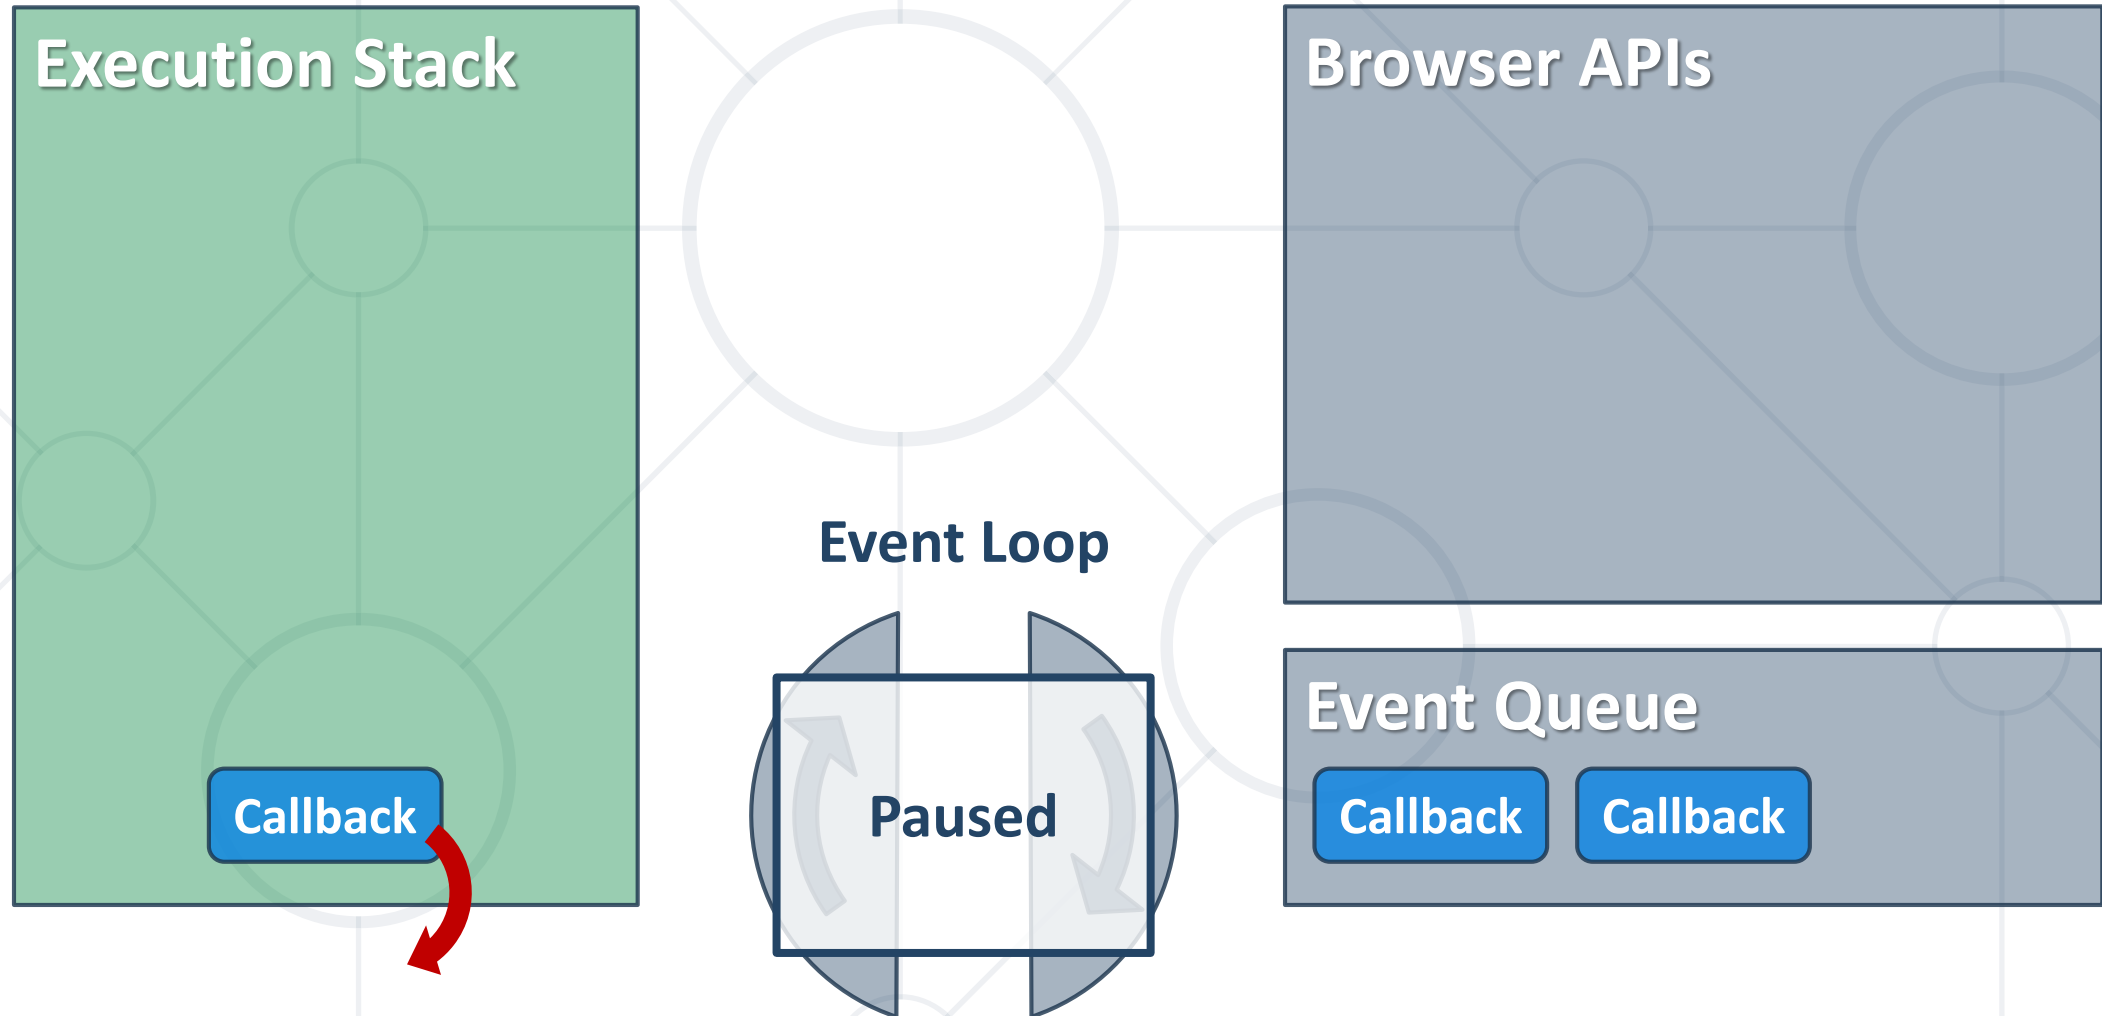 Execution Stack
Browser APIs
Event Loop
Event Queue
Callback
Paused
Callback
Callback